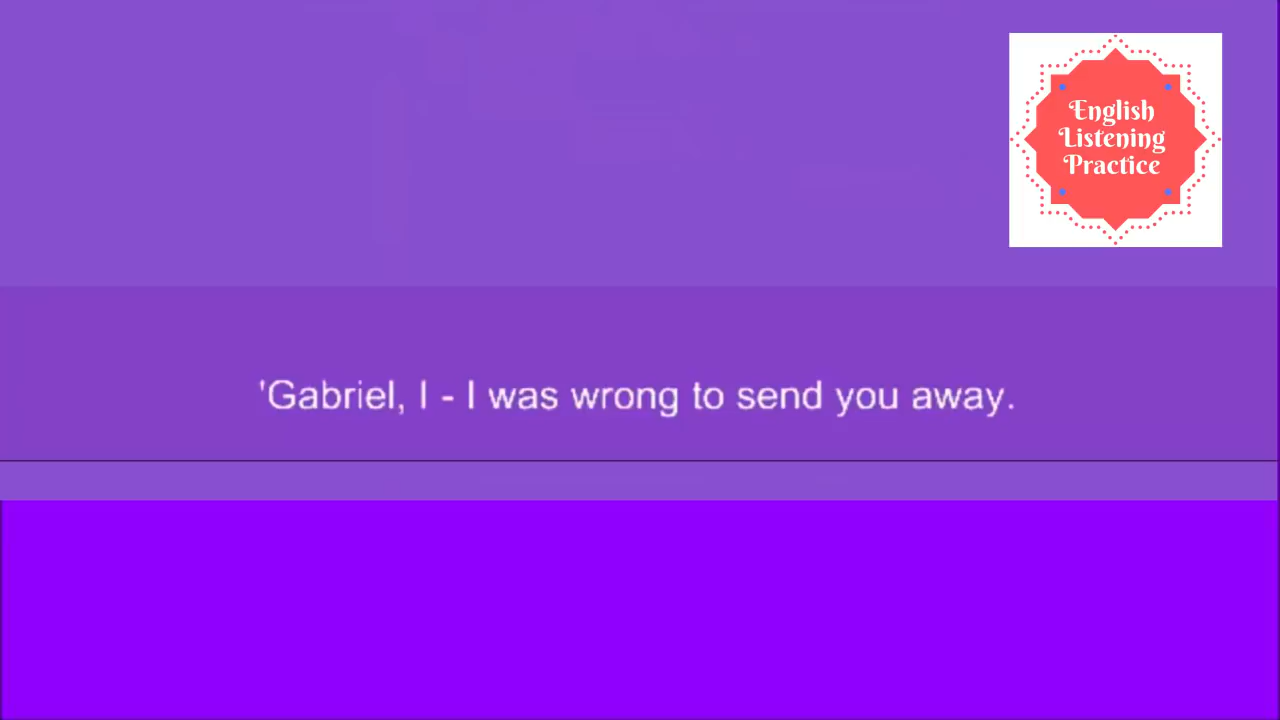 English
Listening
Practice
'Gabriel, I - I was wrong to send you away.